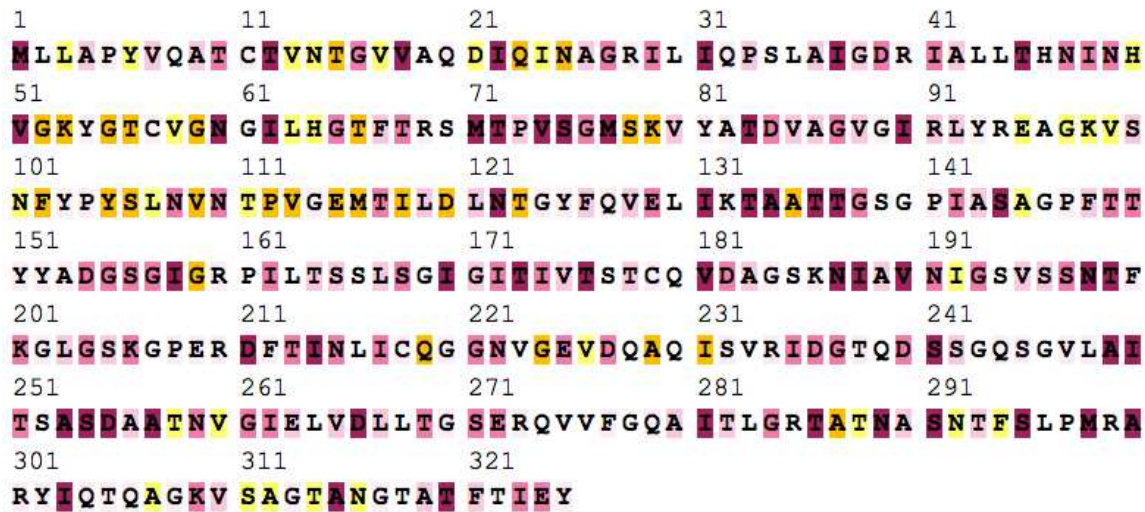 1 11 21 31 41
MLLAPYVQAT CTVNTGVVAQ DIQINAGRIL IQPSLAIGDR IALLTHNINH
51 61 71 81 91
VGKYGTCVGN GILHGTFTRS MTPVSGMSKV YATDVAGVGI RLYREAGKVS
101 111 121 131 141
NFYPYSLNVN TPVGEMTILD LNTGYFQVEL IKTAATTGSG PIASAGPFTT
151 161 171 181 191
YYADGSGIGR PILTSSLSGI GITIVTSTCQ VDAGSKNIAV NIGSVSSNTF
201 211 221 231 241
KGLGSKGPER DFTINLICQG GNVGEVDQAQ ISVRIDGTQD SSGQSGVLAI
251 261 271 281 291
TSASDAATNV GIELVDLLTG SERQVVFGQA ITLGRTATNA SNTFSLPMRA
301 311 321
RYIQTQAGKV SAGTANGTAT FTIEY